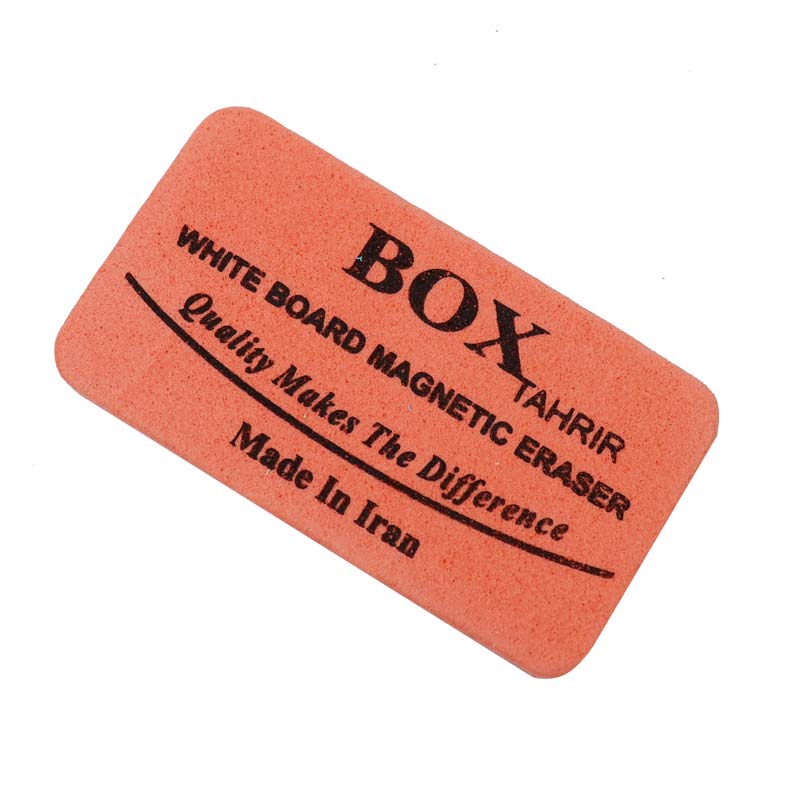 BOX
TAHRIR
WHITE BOARD MAGNETIC ERASER
Quality Makes The Difference
Made In Iran